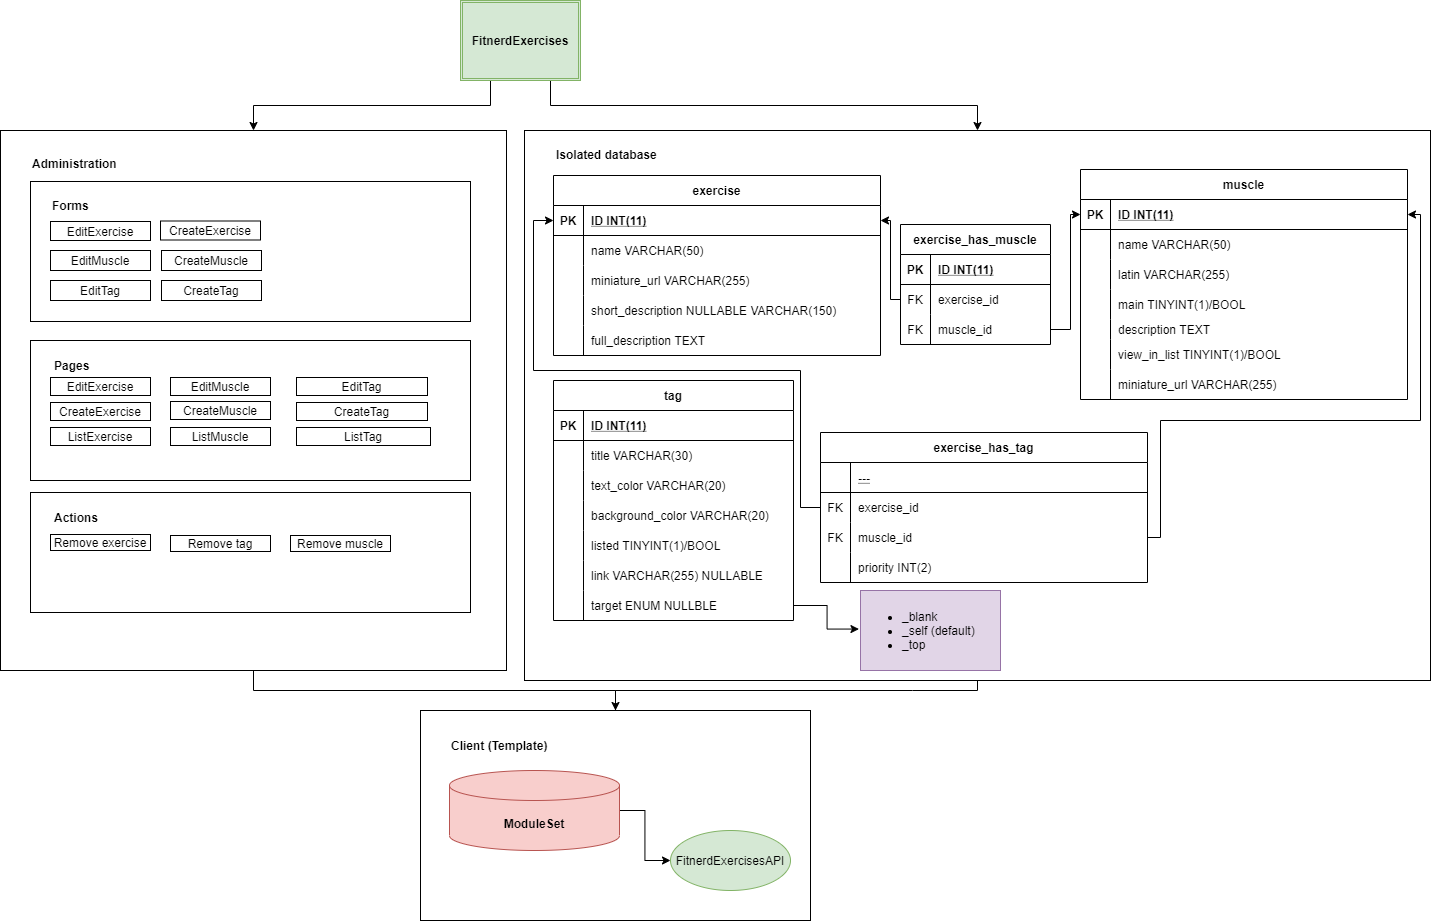 FitnerdExercises
Administration
Forms
EditExercise
CreateExercise
EditMuscle
CreateMuscle
EditTag
CreateTag
Pages
EditExercise
EditMuscle
EditTag
CreateExercise
CreateMuscle
CreateTag
ListExercise
ListMuscle
ListTag
Actions
Remove exercise
Remove tag
Remove muscle
Isolated database
exercise
PK ID INT(11)
name VARCHAR(50)
miniature_url VARCHAR(255)
short_description NULLABLE VARCHAR(150)
full_description TEXT
exercise_has_muscle
PK ID INT(11)
FK exercise_id
FK muscle_id
muscle
PK ID INT(11)
name VARCHAR(50)
latin VARCHAR(255)
main TINYINT(1)/BOOL
description TEXT
view_in_list TINYINT(1)/BOOL
miniature_url VARCHAR(255)
tag
PK ID INT(11)
title VARCHAR(30)
text_color VARCHAR(20)
background_color VARCHAR(20)
listed TINYINT(1)/BOOL
link VARCHAR(255) NULLABLE
target ENUM NULLBLE
exercise_has_tag
---
FK exercise_id
FK muscle_id
priority INT(2)
• _blank
• _self (default)
• _top
Client (Template)
ModuleSet
FitnerdExercisesAPI